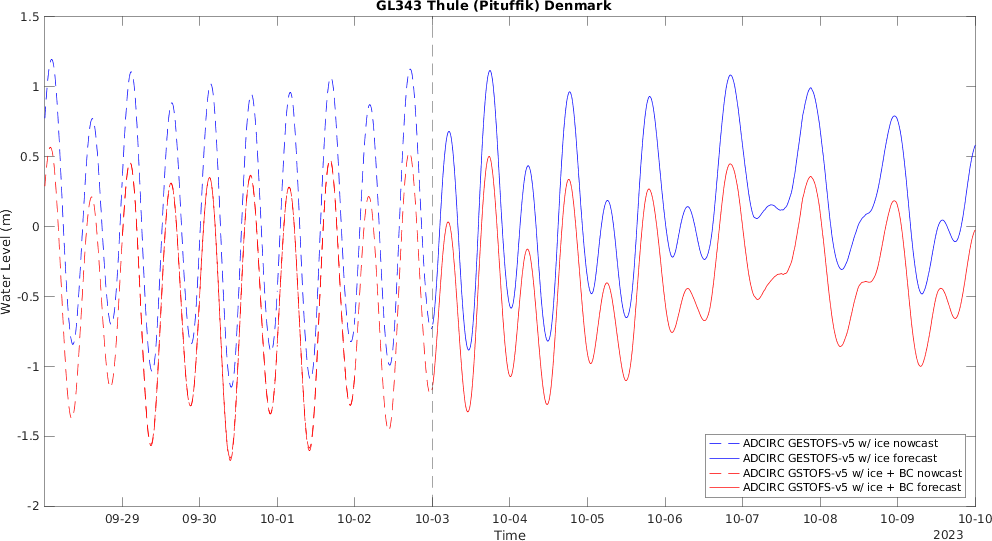 GL343 Thule (Pituffik) Denmark
1.5
1
0.5
0
-0.5
-1
-1.5
-2
Water Level (m)
09-29 09-30 10-01 10-02 10-03 10-04 10-05 10-06 10-07 10-08 10-09 10-10
Time
2023
ADCIRC GESTOFS-v5 w/ ice nowcast
ADCIRC GESTOFS-v5 w/ ice forecast
ADCIRC GSTOFS-v5 w/ ice + BC nowcast
ADCIRC GSTOFS-v5 w/ ice + BC forecast